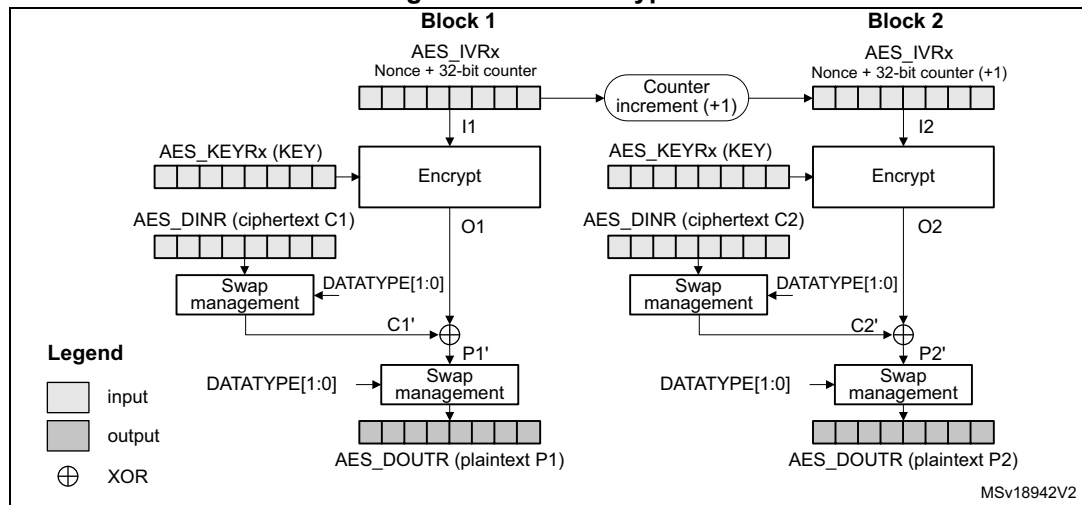 Block 1
Block 2
AES_IVRx
Nonce + 32-bit counter
Counter
increment (+1)
AES_IVRx
Nonce + 32-bit counter (+1)
I1
I2
AES_KEYRx (KEY)
Encrypt
AES_KEYRx (KEY)
Encrypt
AES_DINR (ciphertext C1)
O1
AES_DINR (ciphertext C2)
O2
Swap
management
DATATYPE[1:0]
Swap
management
DATATYPE[1:0]
C1'
C2'
Legend
P1'
P2'
input
DATATYPE[1:0]
Swap
management
DATATYPE[1:0]
Swap
management
output
AES_DOUTR (plaintext P1)
AES_DOUTR (plaintext P2)
XOR
MSv18942V2